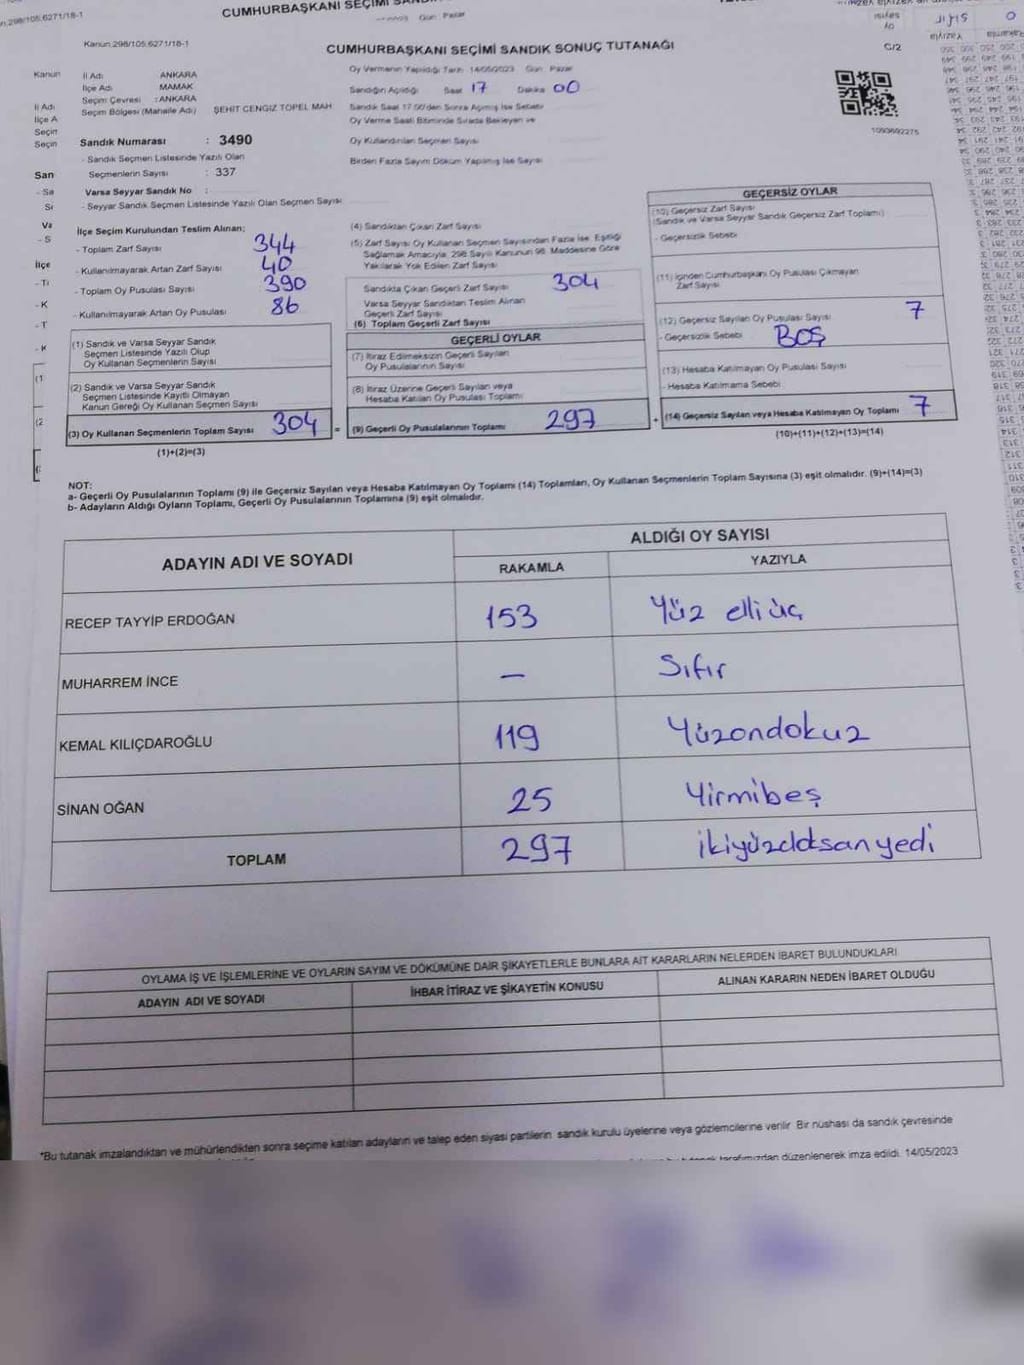 CUMHURBAŞKANI SEÇİMİ
Gün Pazar
Kanun:298/105,6271/18-1
CUMHURBAŞKANI SEÇİMİ SANDIK SONUÇ TUTANAĞI
C/2
İl Adı ANKARA
İlçe Adı MAMAK
Seçim Çevresi :ANKARA
Seçim Bölgesi (Mahalle Adı) ŞEHİT CENGİZ TOPEL MAH
Sandık Numarası : 3490
- Sandık Seçmen Listesinde Yazılı Olan
Seçmenlerin Sayısı : 337
Varsa Seyyar Sandık No :
- Seyyar Sandık Seçmen Listesinde Yazılı Olan Seçmen Sayısı
Oy Vermenin Yapıldığı Tarih 14/05/2023 Gün Pazar
Sandığın Açıldığı Saat 17 Dakika 00
Sandık Saat 17:00'den Sonra Açılmış İse Sebebi
Oy Verme Saati Bitiminde Sırada Bekleyen ve
Oy Kullandırılan Seçmen Sayısı
Birden Fazla Sayım Döküm Yapılmış İse Sayısı
1050692275
İlçe Seçim Kurulundan Teslim Alınan;
- Toplam Zarf Sayısı 344
- Kullanılmayarak Artan Zarf Sayısı 40
- Toplam Oy Pusulası Sayısı 390
- Kullanılmayarak Artan Oy Pusulası 86
(1) Sandık ve Varsa Seyyar Sandık
Seçmen Listesinde Yazılı Olup
Oy Kullanan Seçmenlerin Sayısı
(2) Sandık ve Varsa Seyyar Sandık
Seçmen Listesinde Kayıtlı Olmayan
Kanun Gereği Oy Kullanan Seçmen Sayısı
(3) Oy Kullanan Seçmenlerin Toplam Sayısı 304 =
(1)+(2)=(3)
(4) Sandıktan Çıkan Zarf Sayısı
(5) Zarf Sayısı Oy Kullanan Seçmen Sayısından Fazla İse, Eşitliği
Sağlamak Amacıyla, 298 Sayılı Kanunun 98. Maddesine Göre
Yakılarak Yok Edilen Zarf Sayısı
Sandıkta Çıkan Geçerli Zarf Sayısı 304
Varsa Seyyar Sandıktan Teslim Alınan
Geçerli Zarf Sayısı
(6) Toplam Geçerli Zarf Sayısı
GEÇERLİ OYLAR
(7) İtiraz Edilmeksizin Geçerli Sayılan
Oy Pusulalarının Sayısı
(8) İtiraz Üzerine Geçerli Sayılan veya
Hesaba Katılan Oy Pusulası Toplamı
(9) Geçerli Oy Pusulalarının Toplamı 297 +
GEÇERSİZ OYLAR
(10) Geçersiz Zarf Sayısı
(Sandık ve Varsa Seyyar Sandık Geçersiz Zarf Toplamı)
- Geçersizlik Sebebi
(11) İçinden Cumhurbaşkanı Oy Pusulası Çıkmayan
Zarf Sayısı
(12) Geçersiz Sayılan Oy Pusulası Sayısı 7
- Geçersizlik Sebebi BOŞ
(13) Hesaba Katılmayan Oy Pusulası Sayısı
- Hesaba Katılmama Sebebi
(14) Geçersiz Sayılan veya Hesaba Katılmayan Oy Toplamı 7
(10)+(11)+(12)+(13)=(14)
NOT:
a- Geçerli Oy Pusulalarının Toplamı (9) ile Geçersiz Sayılan veya Hesaba Katılmayan Oy Toplamı (14) Toplamları, Oy Kullanan Seçmenlerin Toplam Sayısına (3) eşit olmalıdır. (9)+(14)=(3)
b- Adayların Aldığı Oyların Toplamı, Geçerli Oy Pusulalarının Toplamına (9) eşit olmalıdır.
ADAYIN ADI VE SOYADI
ALDIĞI OY SAYISI
RAKAMLA YAZIYLA
RECEP TAYYİP ERDOĞAN 153 Yüz elli üç
MUHARREM İNCE — Sıfır
KEMAL KILIÇDAROĞLU 119 Yüzondokuz
SİNAN OĞAN 25 Yirmibeş
TOPLAM 297 ikiyüzdoksan yedi
OYLAMA İŞ VE İŞLEMLERİNE VE OYLARIN SAYIM VE DÖKÜMÜNE DAİR ŞİKAYETLERLE BUNLARA AİT KARARLARIN NELERDEN İBARET BULUNDUKLARI
ADAYIN ADI VE SOYADI İHBAR İTİRAZ VE ŞİKAYETİN KONUSU ALINAN KARARIN NEDEN İBARET OLDUĞU
*Bu tutanak imzalandıktan ve mühürlendikten sonra seçime katılan adayların ve talep eden siyasi partilerin sandık kurulu üyelerine veya gözlemcilerine verilir. Bir nüshası da sandık çevresinde
tarafımızdan düzenlenerek imza edildi. 14/05/2023